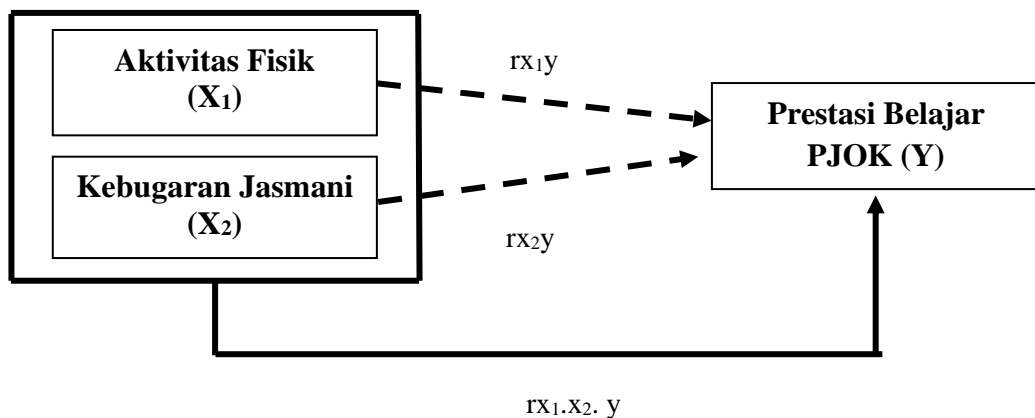 Aktivitas Fisik
(X₁)
rx₁y
Prestasi Belajar
PJOK (Y)
Kebugaran Jasmani
(X₂)
rx₂y
rx₁.x₂. y